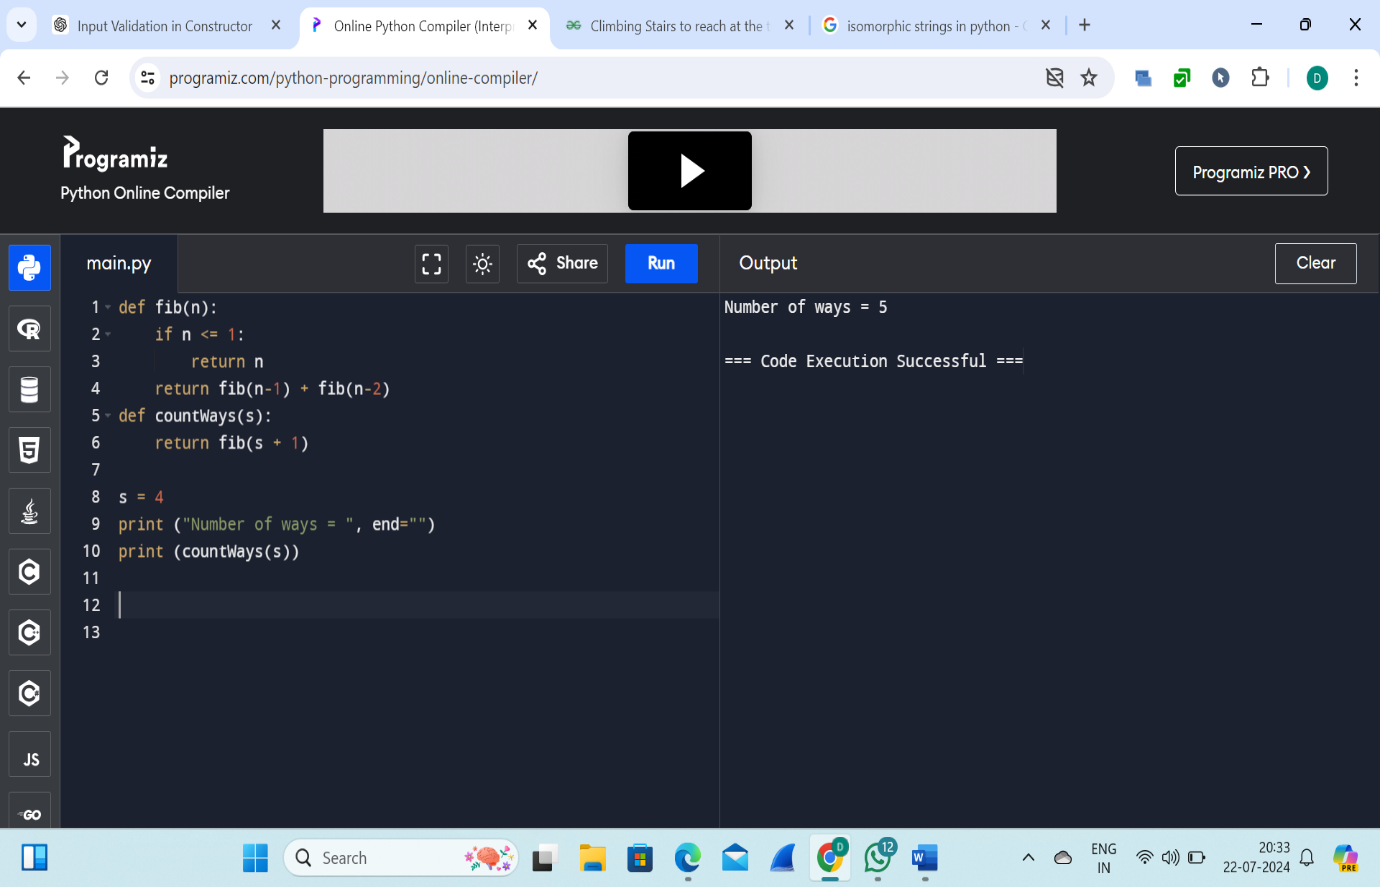 Input Validation in Constructor
Online Python Compiler (Interp
Climbing Stairs to reach at the t
isomorphic strings in python -
programiz.com/python-programming/online-compiler/
D
Programiz
Python Online Compiler
Programiz PRO ❯
main.py
Share
Run
Output
Clear
1 def fib(n):
2     if n <= 1:
3         return n
4     return fib(n-1) + fib(n-2)
5 def countWays(s):
6     return fib(s + 1)
7
8 s = 4
9 print ("Number of ways = ", end="")
10 print (countWays(s))
11
12
13
Number of ways = 5
=== Code Execution Successful ===
JS
GO
Search
D
12
W
ENG
IN
20:33
22-07-2024
PRE